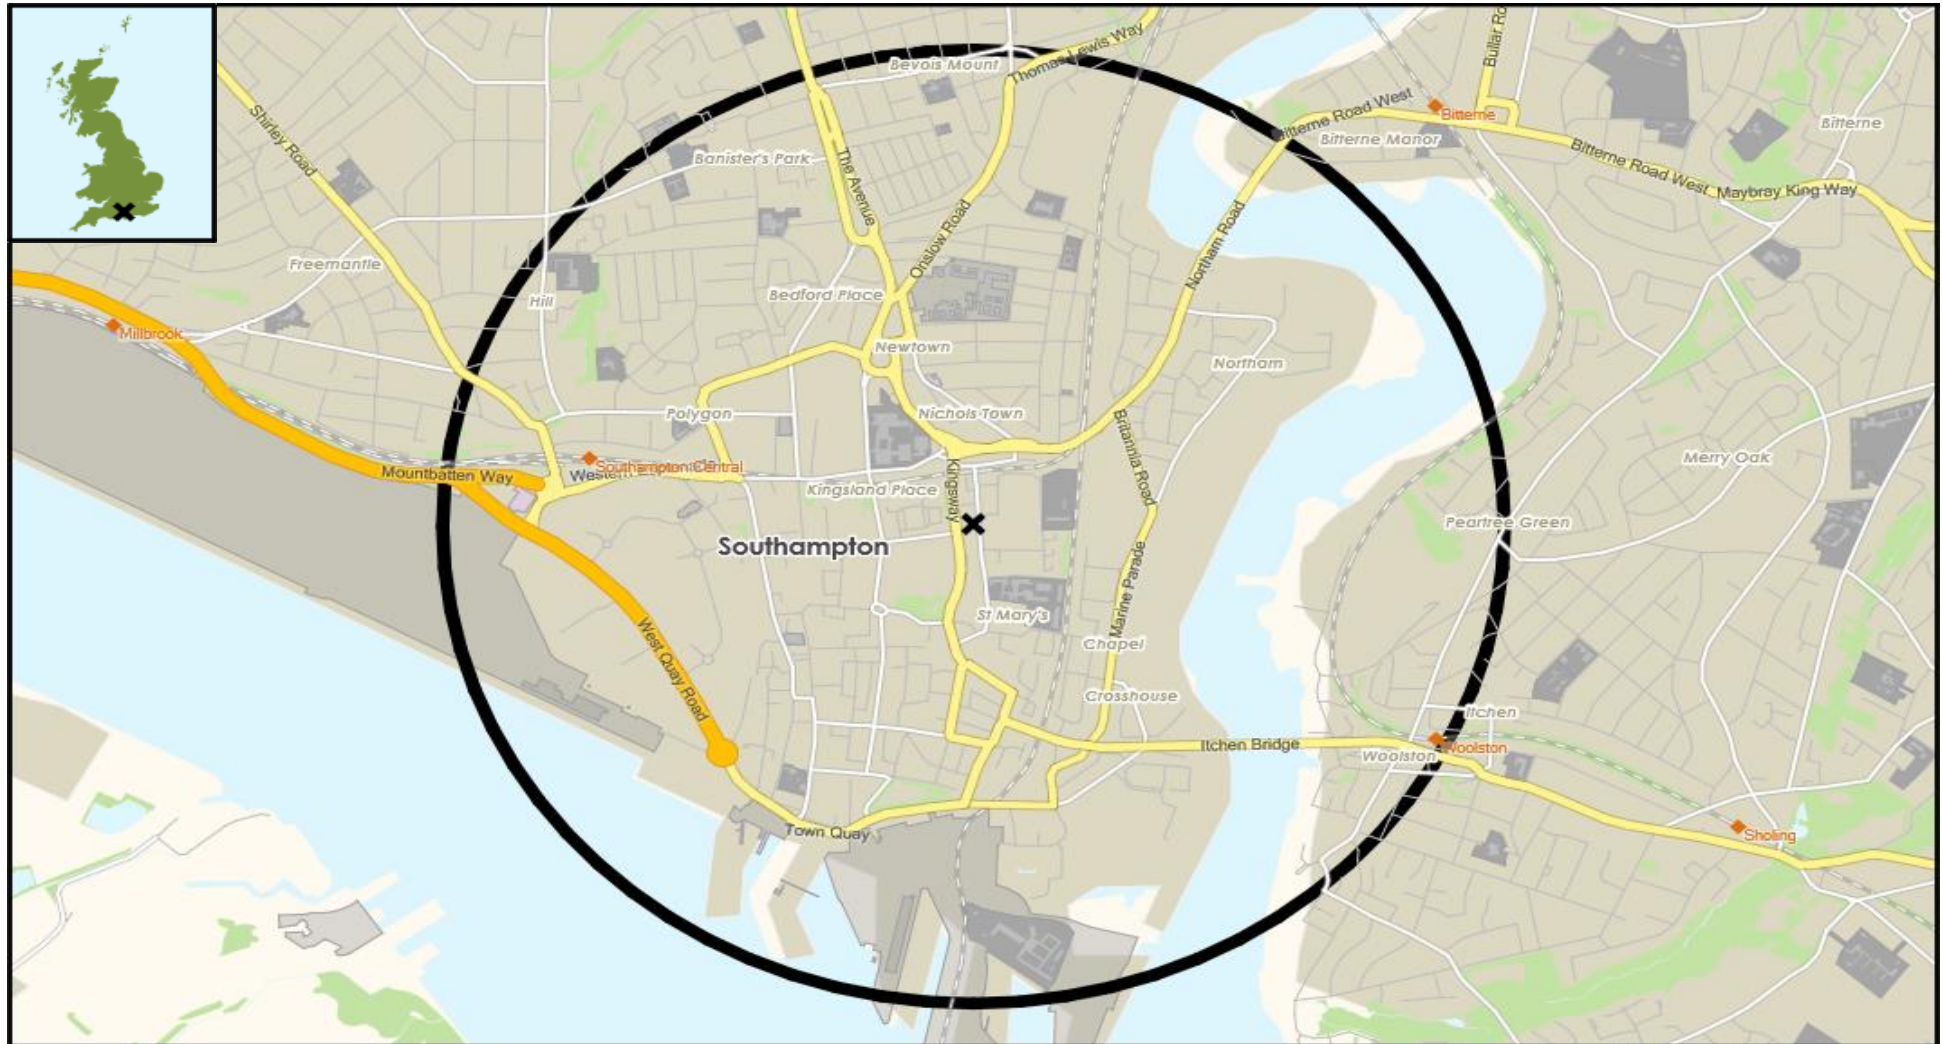 Bullar Ro
Thomas Lewis Way
Bevois Mount
Shirley Road
Bitterne Road West
Bitterne
Bitterne Manor
Bitterne
Banister's Park
The Avenue
Bitterne Road West
Maybray King Way
Onslow Road
Northam Road
Freemantle
Bedford Place
Hill
Millbrook
Newtown
Northam
Polygon
Nichols Town
Britannia Road
Merry Oak
Southampton Central
Mountbatten Way
Kingsland Place
Kingsway
Peartree Green
Southampton
Marine Parade
St Mary's
Chapel
West Quay Road
Crosshouse
Itchen
Itchen Bridge
Woolston
Woolston
Town Quay
Sholing